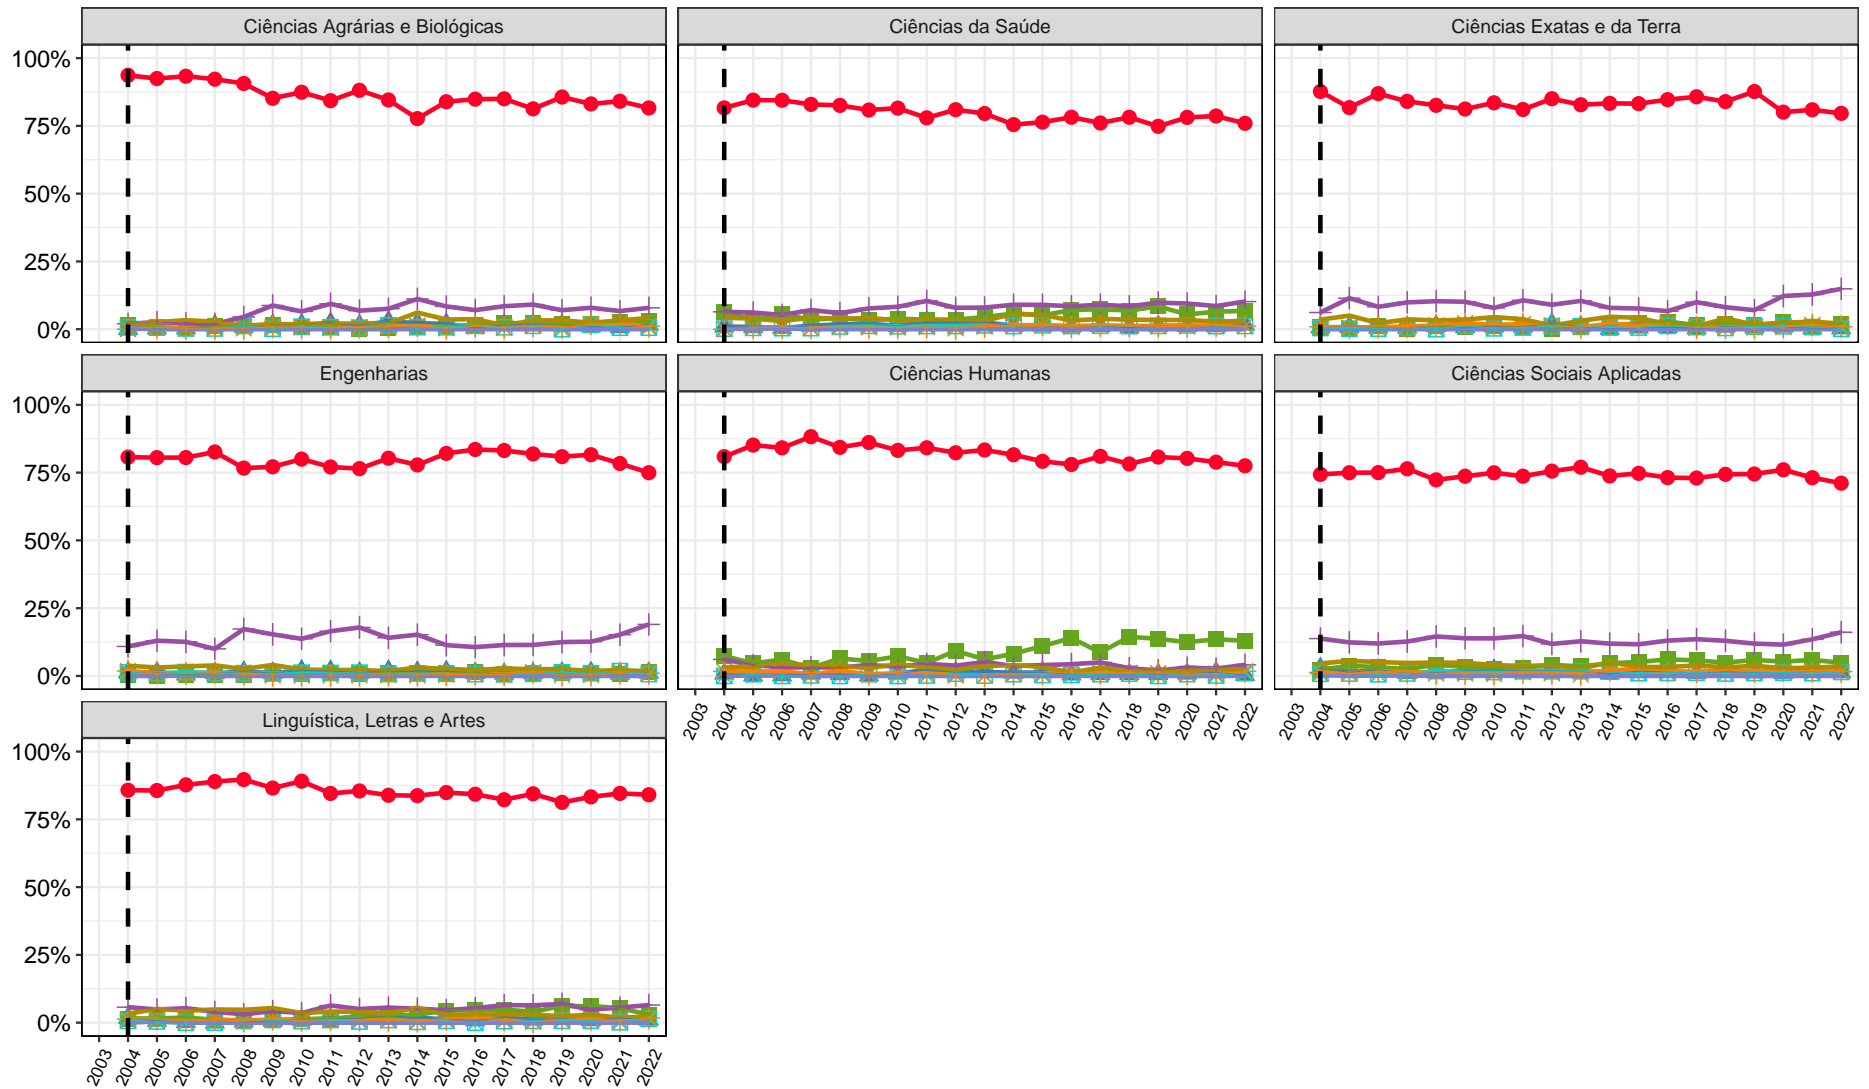 Ciências Agrárias e Biológicas
Ciências da Saúde
Ciências Exatas e da Terra
100%
75%
50%
25%
0%
Engenharias
Ciências Humanas
Ciências Sociais Aplicadas
100%
75%
50%
25%
0%
2003 2004 2005 2006 2007 2008 2009 2010 2011 2012 2013 2014 2015 2016 2017 2018 2019 2020 2021 2022
2003 2004 2005 2006 2007 2008 2009 2010 2011 2012 2013 2014 2015 2016 2017 2018 2019 2020 2021 2022
Linguística, Letras e Artes
100%
75%
50%
25%
0%
2003 2004 2005 2006 2007 2008 2009 2010 2011 2012 2013 2014 2015 2016 2017 2018 2019 2020 2021 2022